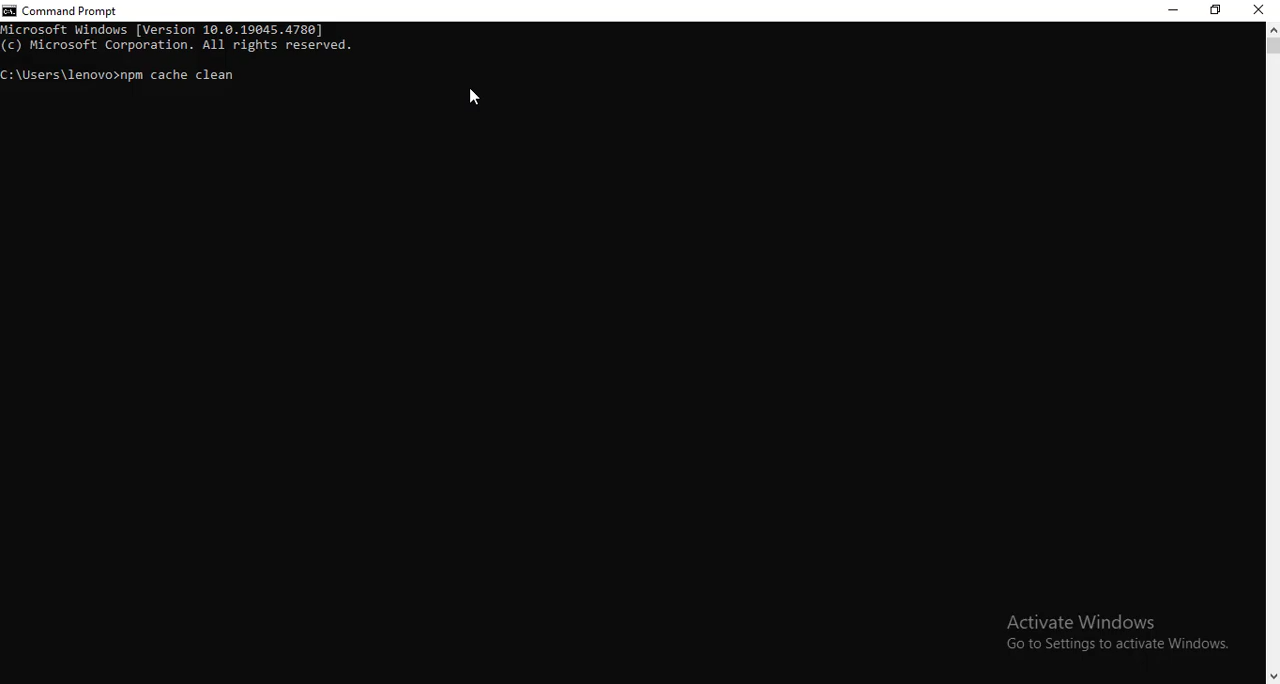 Command Prompt
Microsoft Windows [Version 10.0.19045.4780]
(c) Microsoft Corporation. All rights reserved.
C:\Users\lenovo>npm cache clean
Activate Windows
Go to Settings to activate Windows.